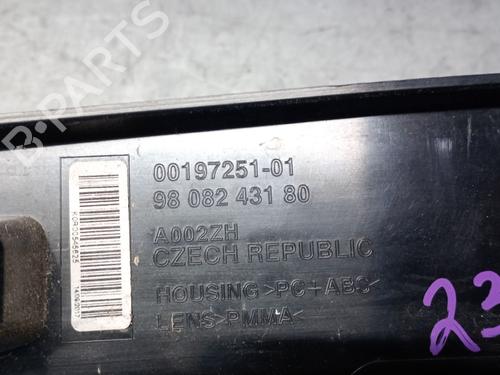 00197251-01
98 082 431 80
A002ZH
CZECH REPUBLIC
HOUSING >PC+ABS<
LENS >PMMA<
23
B-PARTS